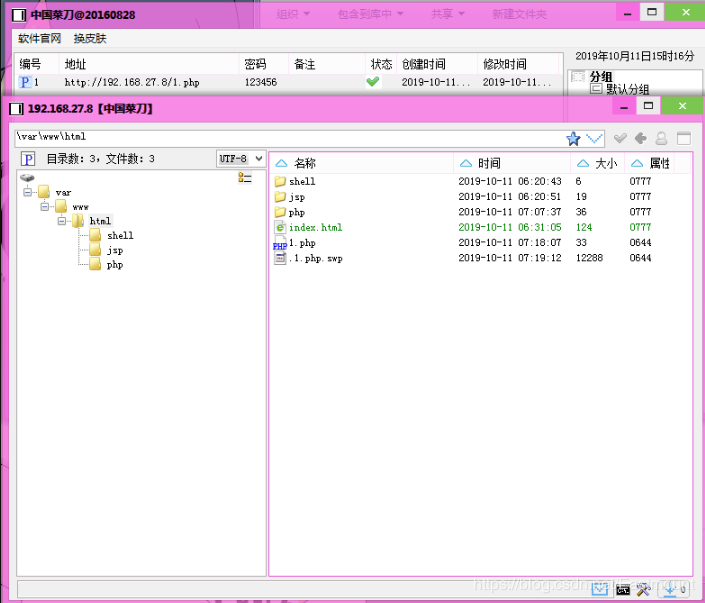 中国菜刀@20160828
组织 包含到库中 共享 新建文件夹
软件官网 换皮肤
2019年10月11日15时16分
编号 地址 密码 备注 状态 创建时间 修改时间
P 1 http://192.168.27.8/1.php 123456 2019-10-11... 2019-10-11...
分组
默认分组
192.168.27.8【中国菜刀】
\var\www\html
P 目录数: 3, 文件数: 3 UTF-8
名称 时间 大小 属性
var
www
html
shell
jsp
php
shell 2019-10-11 06:20:43 6 0777
jsp 2019-10-11 06:20:51 19 0777
php 2019-10-11 07:07:37 36 0777
index.html 2019-10-11 06:31:05 124 0777
PHP 1.php 2019-10-11 07:18:07 33 0644
.1.php.swp 2019-10-11 07:19:12 12288 0644
0